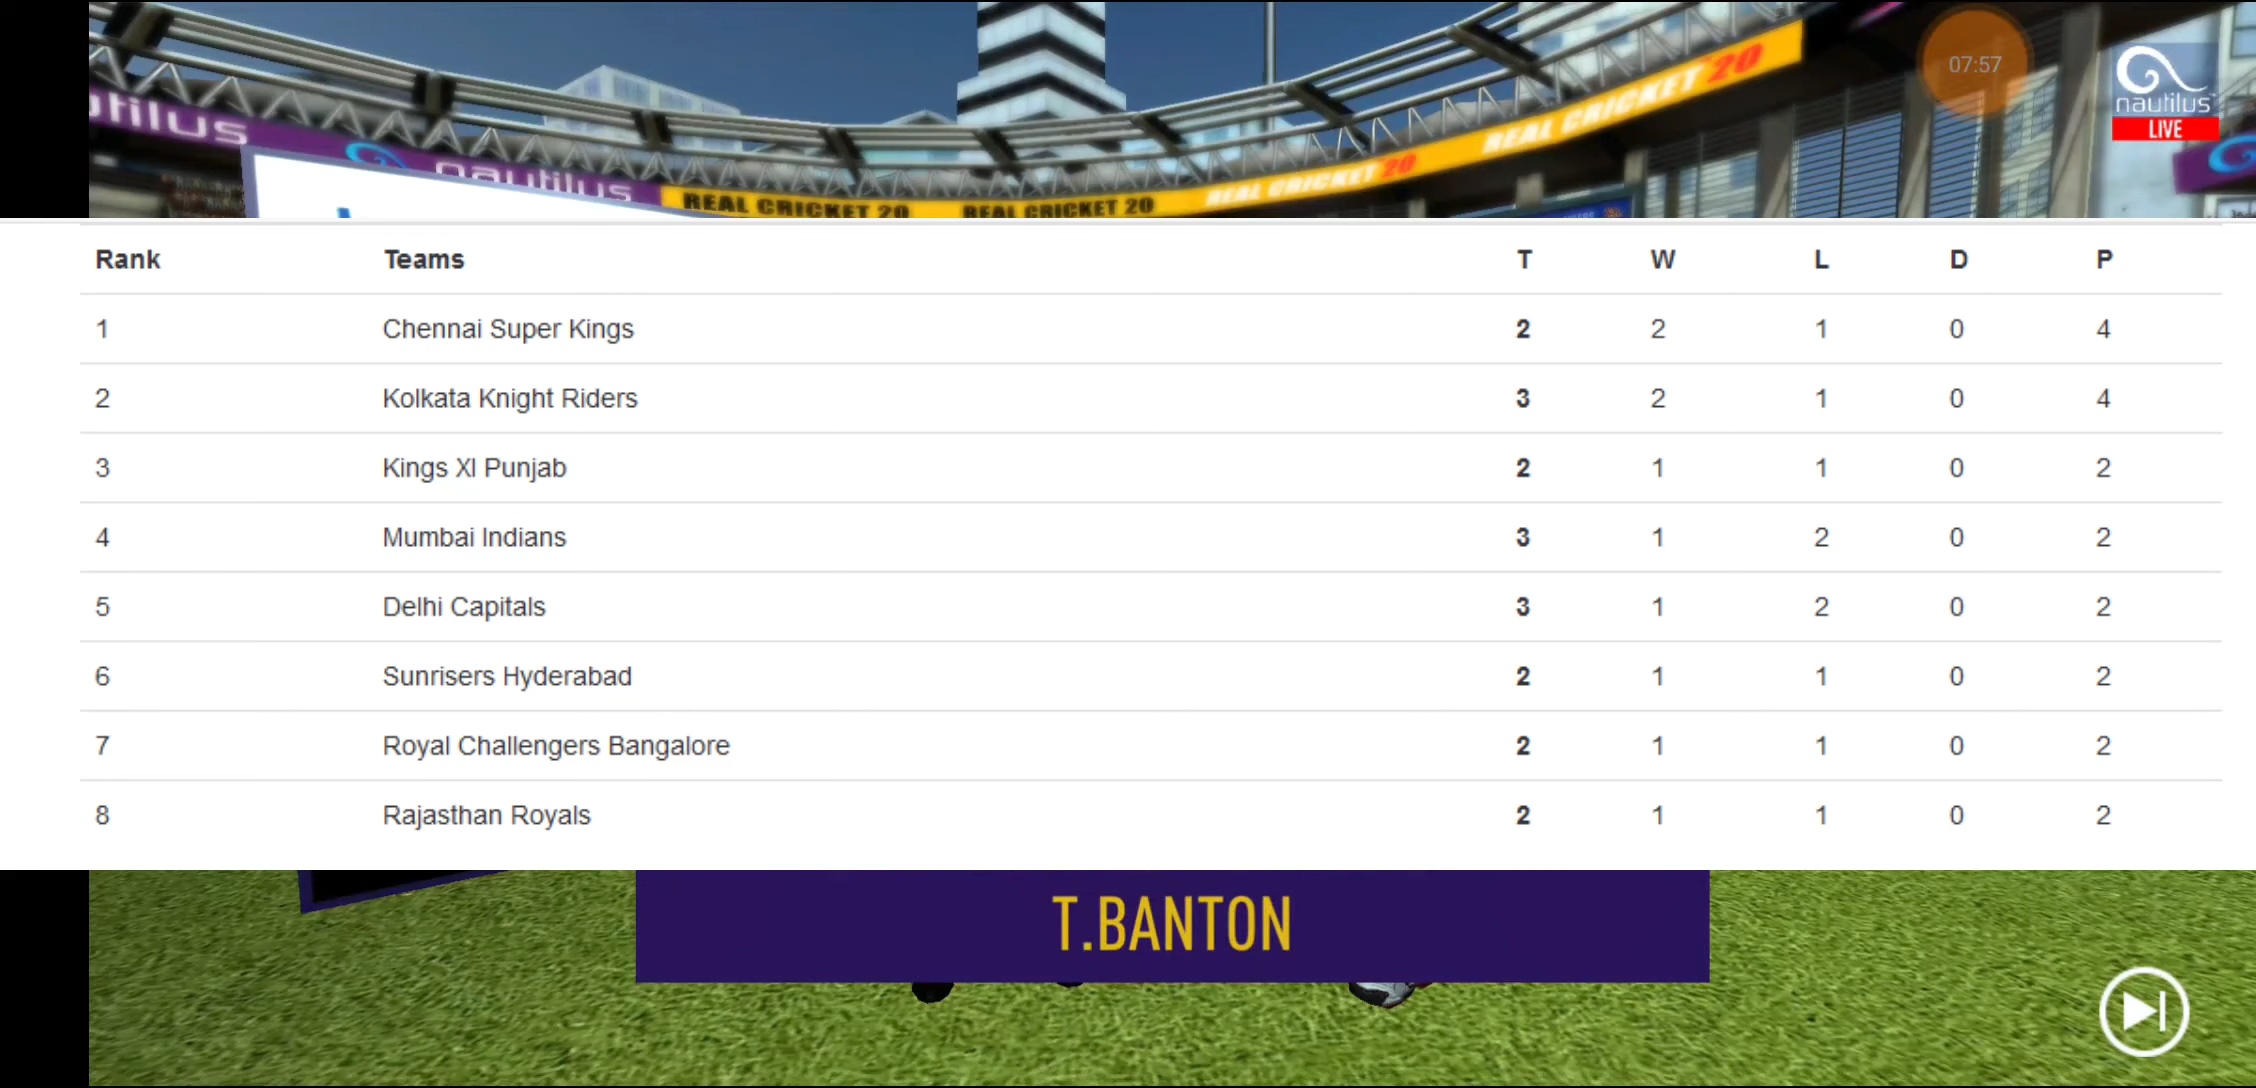 07:57
nautilus
LIVE
tilus
nautilus
REAL CRICKET 20
REAL CRICKET 20
REAL CRICKET 20
REAL CRICKET 20
Rank Teams T W L D P
1 Chennai Super Kings 2 2 1 0 4
2 Kolkata Knight Riders 3 2 1 0 4
3 Kings XI Punjab 2 1 1 0 2
4 Mumbai Indians 3 1 2 0 2
5 Delhi Capitals 3 1 2 0 2
6 Sunrisers Hyderabad 2 1 1 0 2
7 Royal Challengers Bangalore 2 1 1 0 2
8 Rajasthan Royals 2 1 1 0 2
T.BANTON